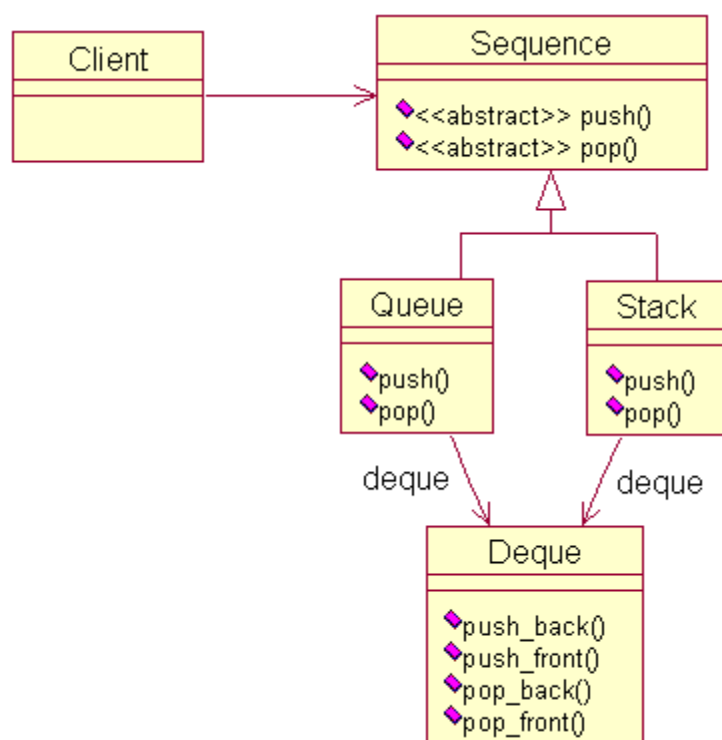 Client
Sequence
<<abstract>> push()
<<abstract>> pop()
Queue
push()
pop()
Stack
push()
pop()
deque
deque
Deque
push_back()
push_front()
pop_back()
pop_front()